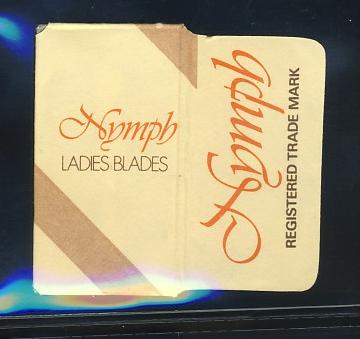 Nymph
LADIES BLADES
Nymph
REGISTERED TRADE MARK